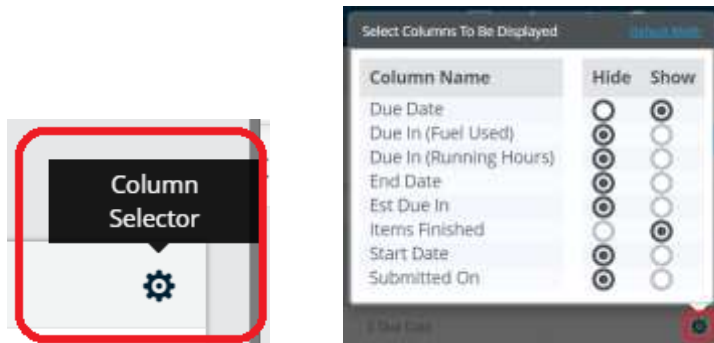 Column
Selector
Select Columns To Be Displayed
Column Name Hide Show
Due Date
Due In (Fuel Used)
Due In (Running Hours)
End Date
Est Due In
Items Finished
Start Date
Submitted On